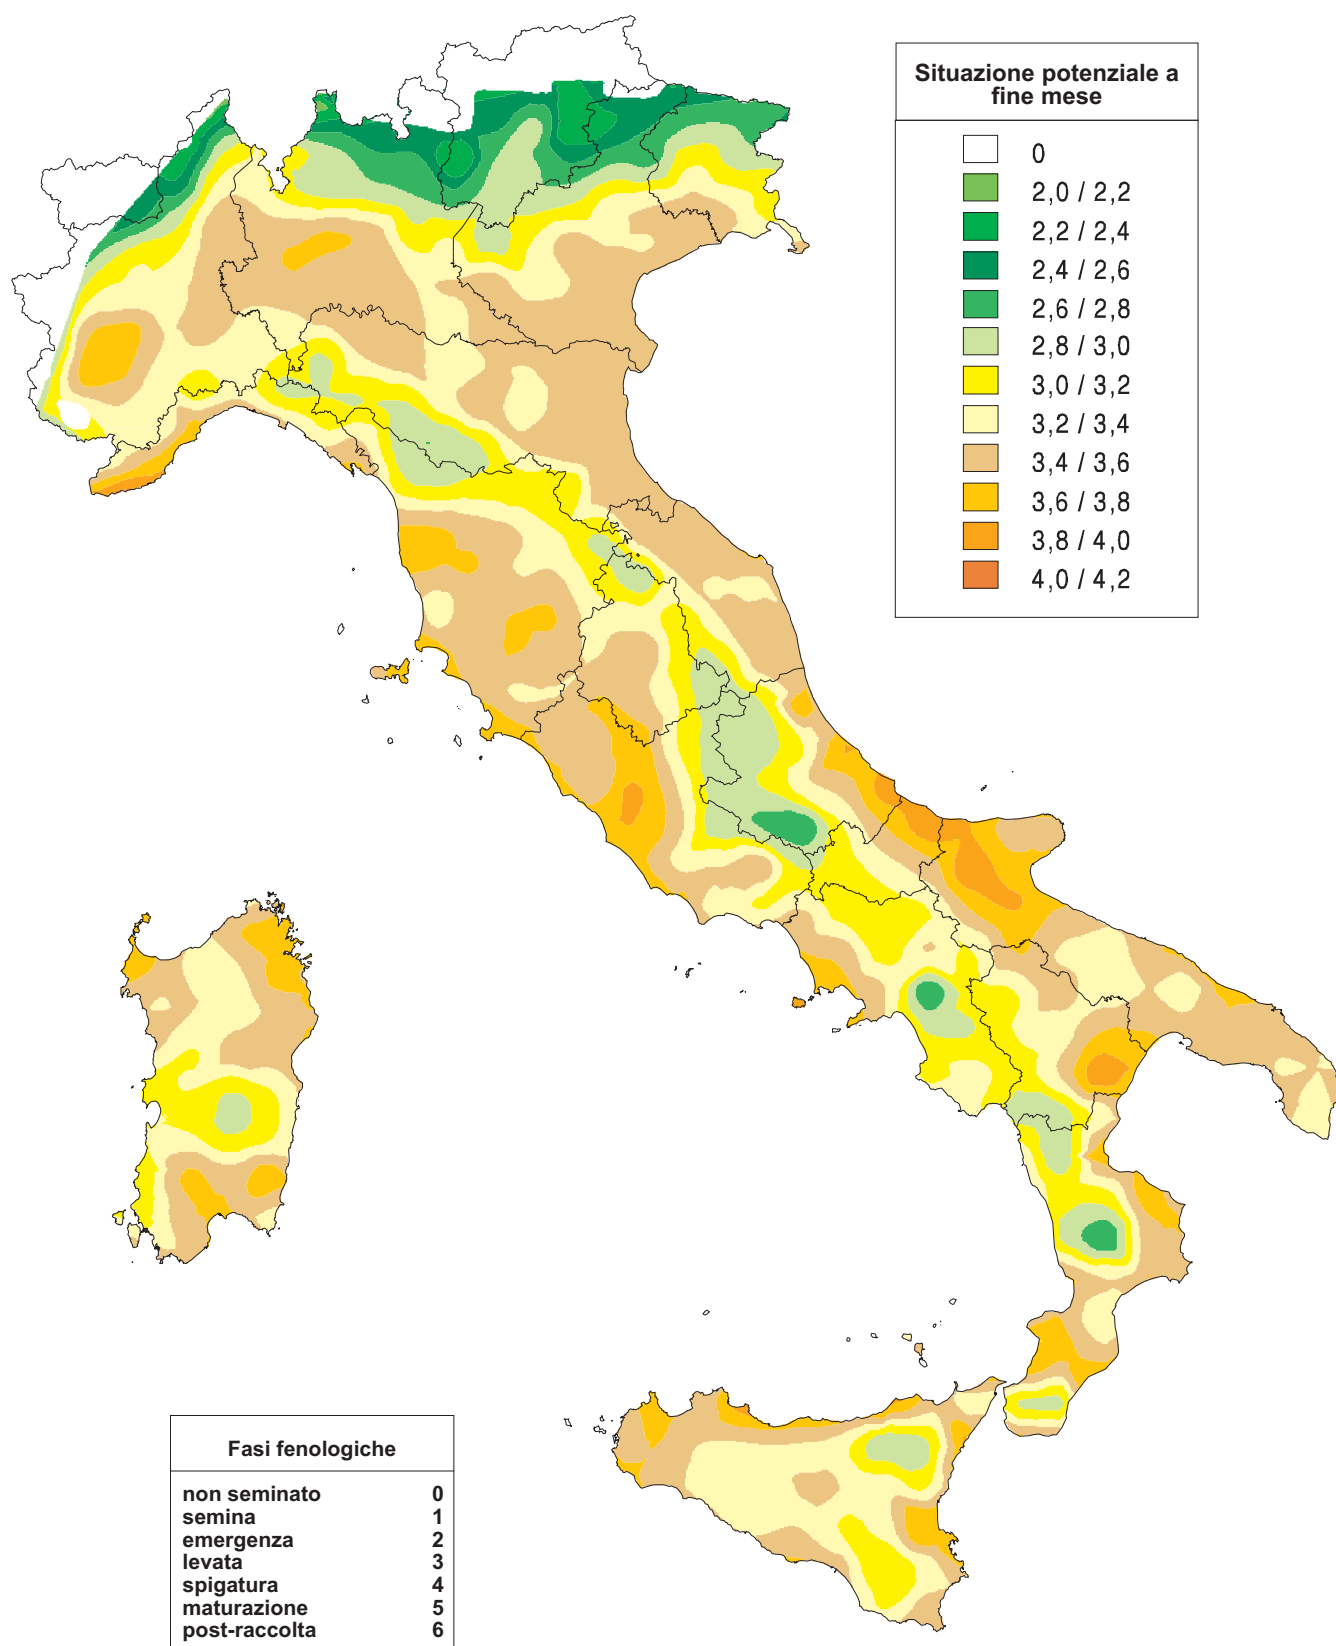 Situazione potenziale a
fine mese
0
2,0 / 2,2
2,2 / 2,4
2,4 / 2,6
2,6 / 2,8
2,8 / 3,0
3,0 / 3,2
3,2 / 3,4
3,4 / 3,6
3,6 / 3,8
3,8 / 4,0
4,0 / 4,2
Fasi fenologiche
non seminato 0
semina 1
emergenza 2
levata 3
spigatura 4
maturazione 5
post-raccolta 6